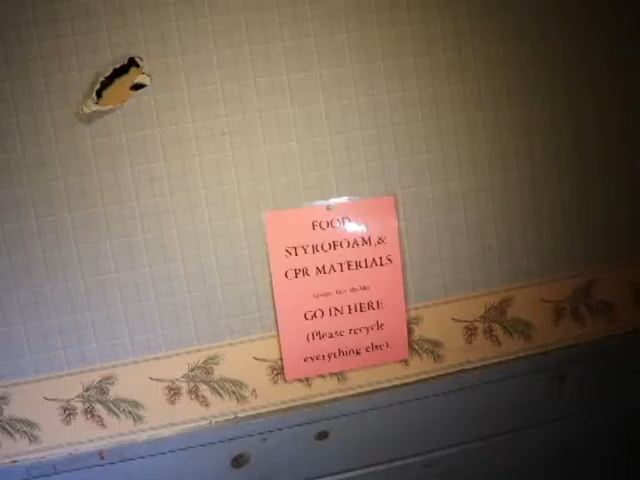 FOOD,
STYROFOAM,&
CPR MATERIALS
GO IN HERE
(Please recycle
everything else).